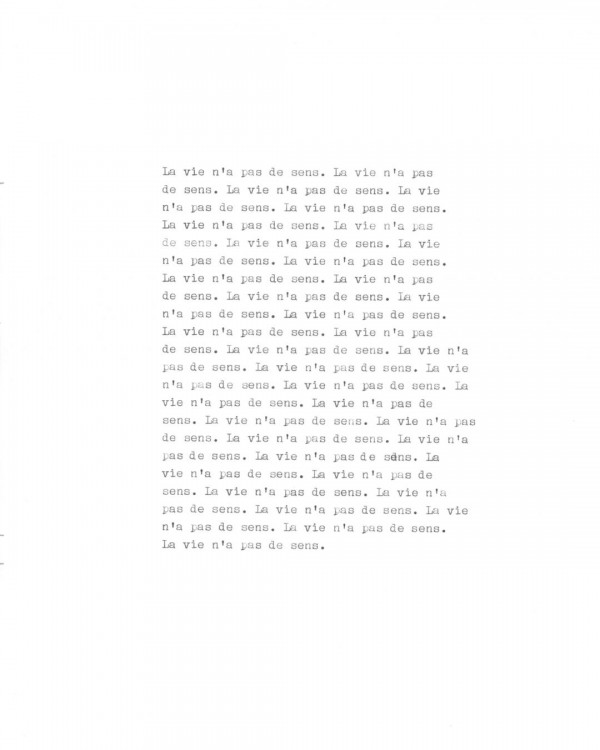 La vie n'a pas de sens. La vie n'a pas
de sens. La vie n'a pas de sens. La vie
n'a pas de sens. La vie n'a pas de sens.
La vie n'a pas de sens. La vie n'a pas
de sens. La vie n'a pas de sens. La vie
n'a pas de sens. La vie n'a pas de sens.
La vie n'a pas de sens. La vie n'a pas
de sens. La vie n'a pas de sens. La vie
n'a pas de sens. La vie n'a pas de sens.
La vie n'a pas de sens. La vie n'a pas
de sens. La vie n'a pas de sens. La vie n'a
pas de sens. La vie n'a pas de sens. La vie
n'a pas de sens. La vie n'a pas de sens. La
vie n'a pas de sens. La vie n'a pas de
sens. La vie n'a pas de sens. La vie n'a pas
de sens. La vie n'a pas de sens. La vie n'a
pas de sens. La vie n'a pas de sens. La
vie n'a pas de sens. La vie n'a pas de
sens. La vie n'a pas de sens. La vie n'a
pas de sens. La vie n'a pas de sens. La vie
n'a pas de sens. La vie n'a pas de sens.
La vie n'a pas de sens.